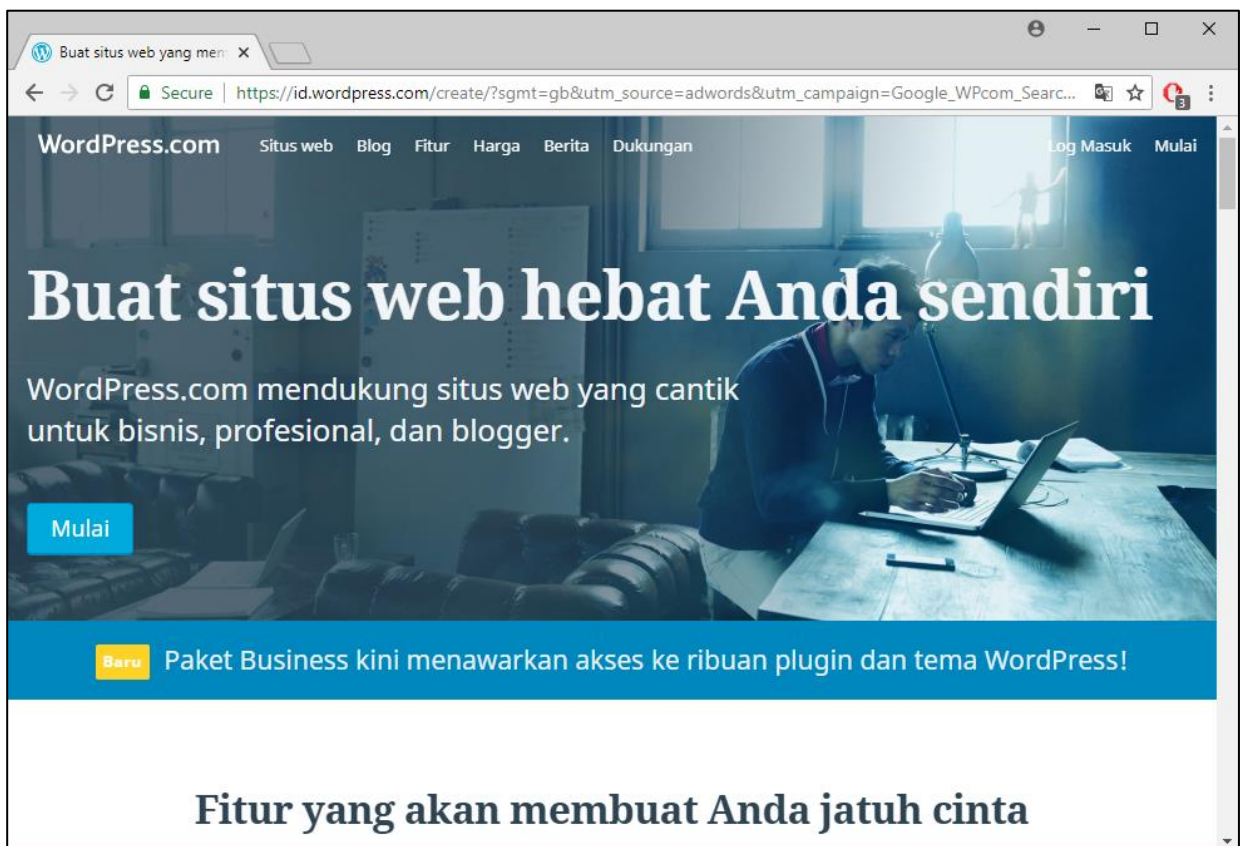 Buat situs web yang mem
Secure | https://id.wordpress.com/create/?sgmt=gb&utm_source=adwords&utm_campaign=Google_WPcom_Searc...
3
WordPress.com Situs web Blog Fitur Harga Berita Dukungan Log Masuk Mulai
Buat situs web hebat Anda sendiri
WordPress.com mendukung situs web yang cantik
untuk bisnis, profesional, dan blogger.
Mulai
Baru Paket Business kini menawarkan akses ke ribuan plugin dan tema WordPress!
Fitur yang akan membuat Anda jatuh cinta